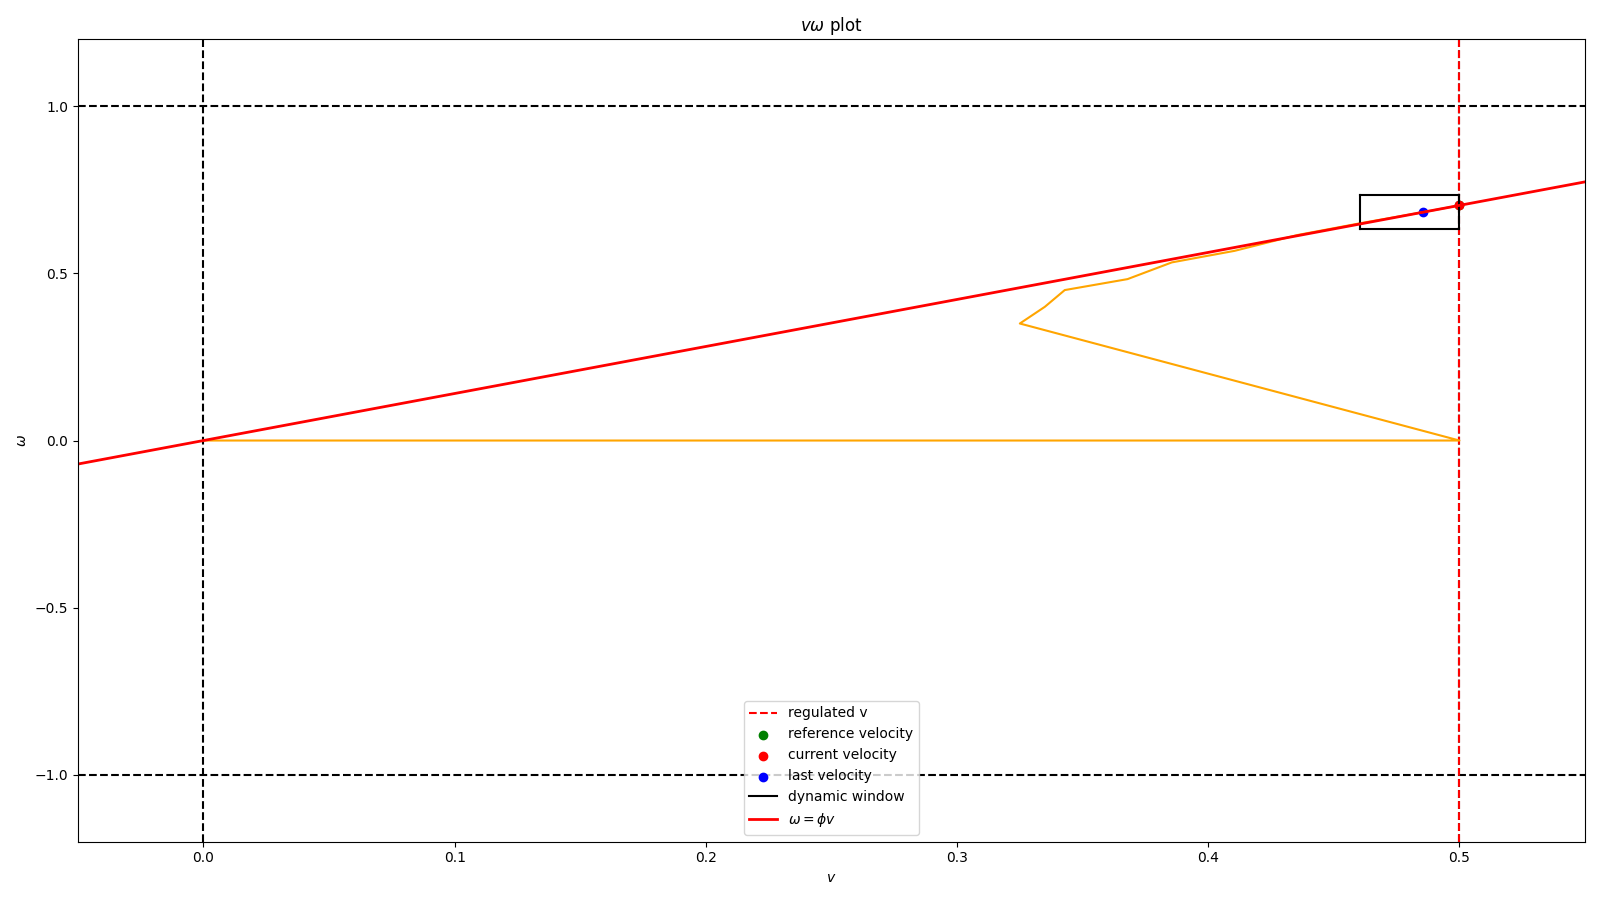 vω plot
1.0
0.5
0.0
−0.5
−1.0
ω
0.0 0.1 0.2 0.3 0.4 0.5
v
regulated v
reference velocity
current velocity
last velocity
dynamic window
ω = ϕv